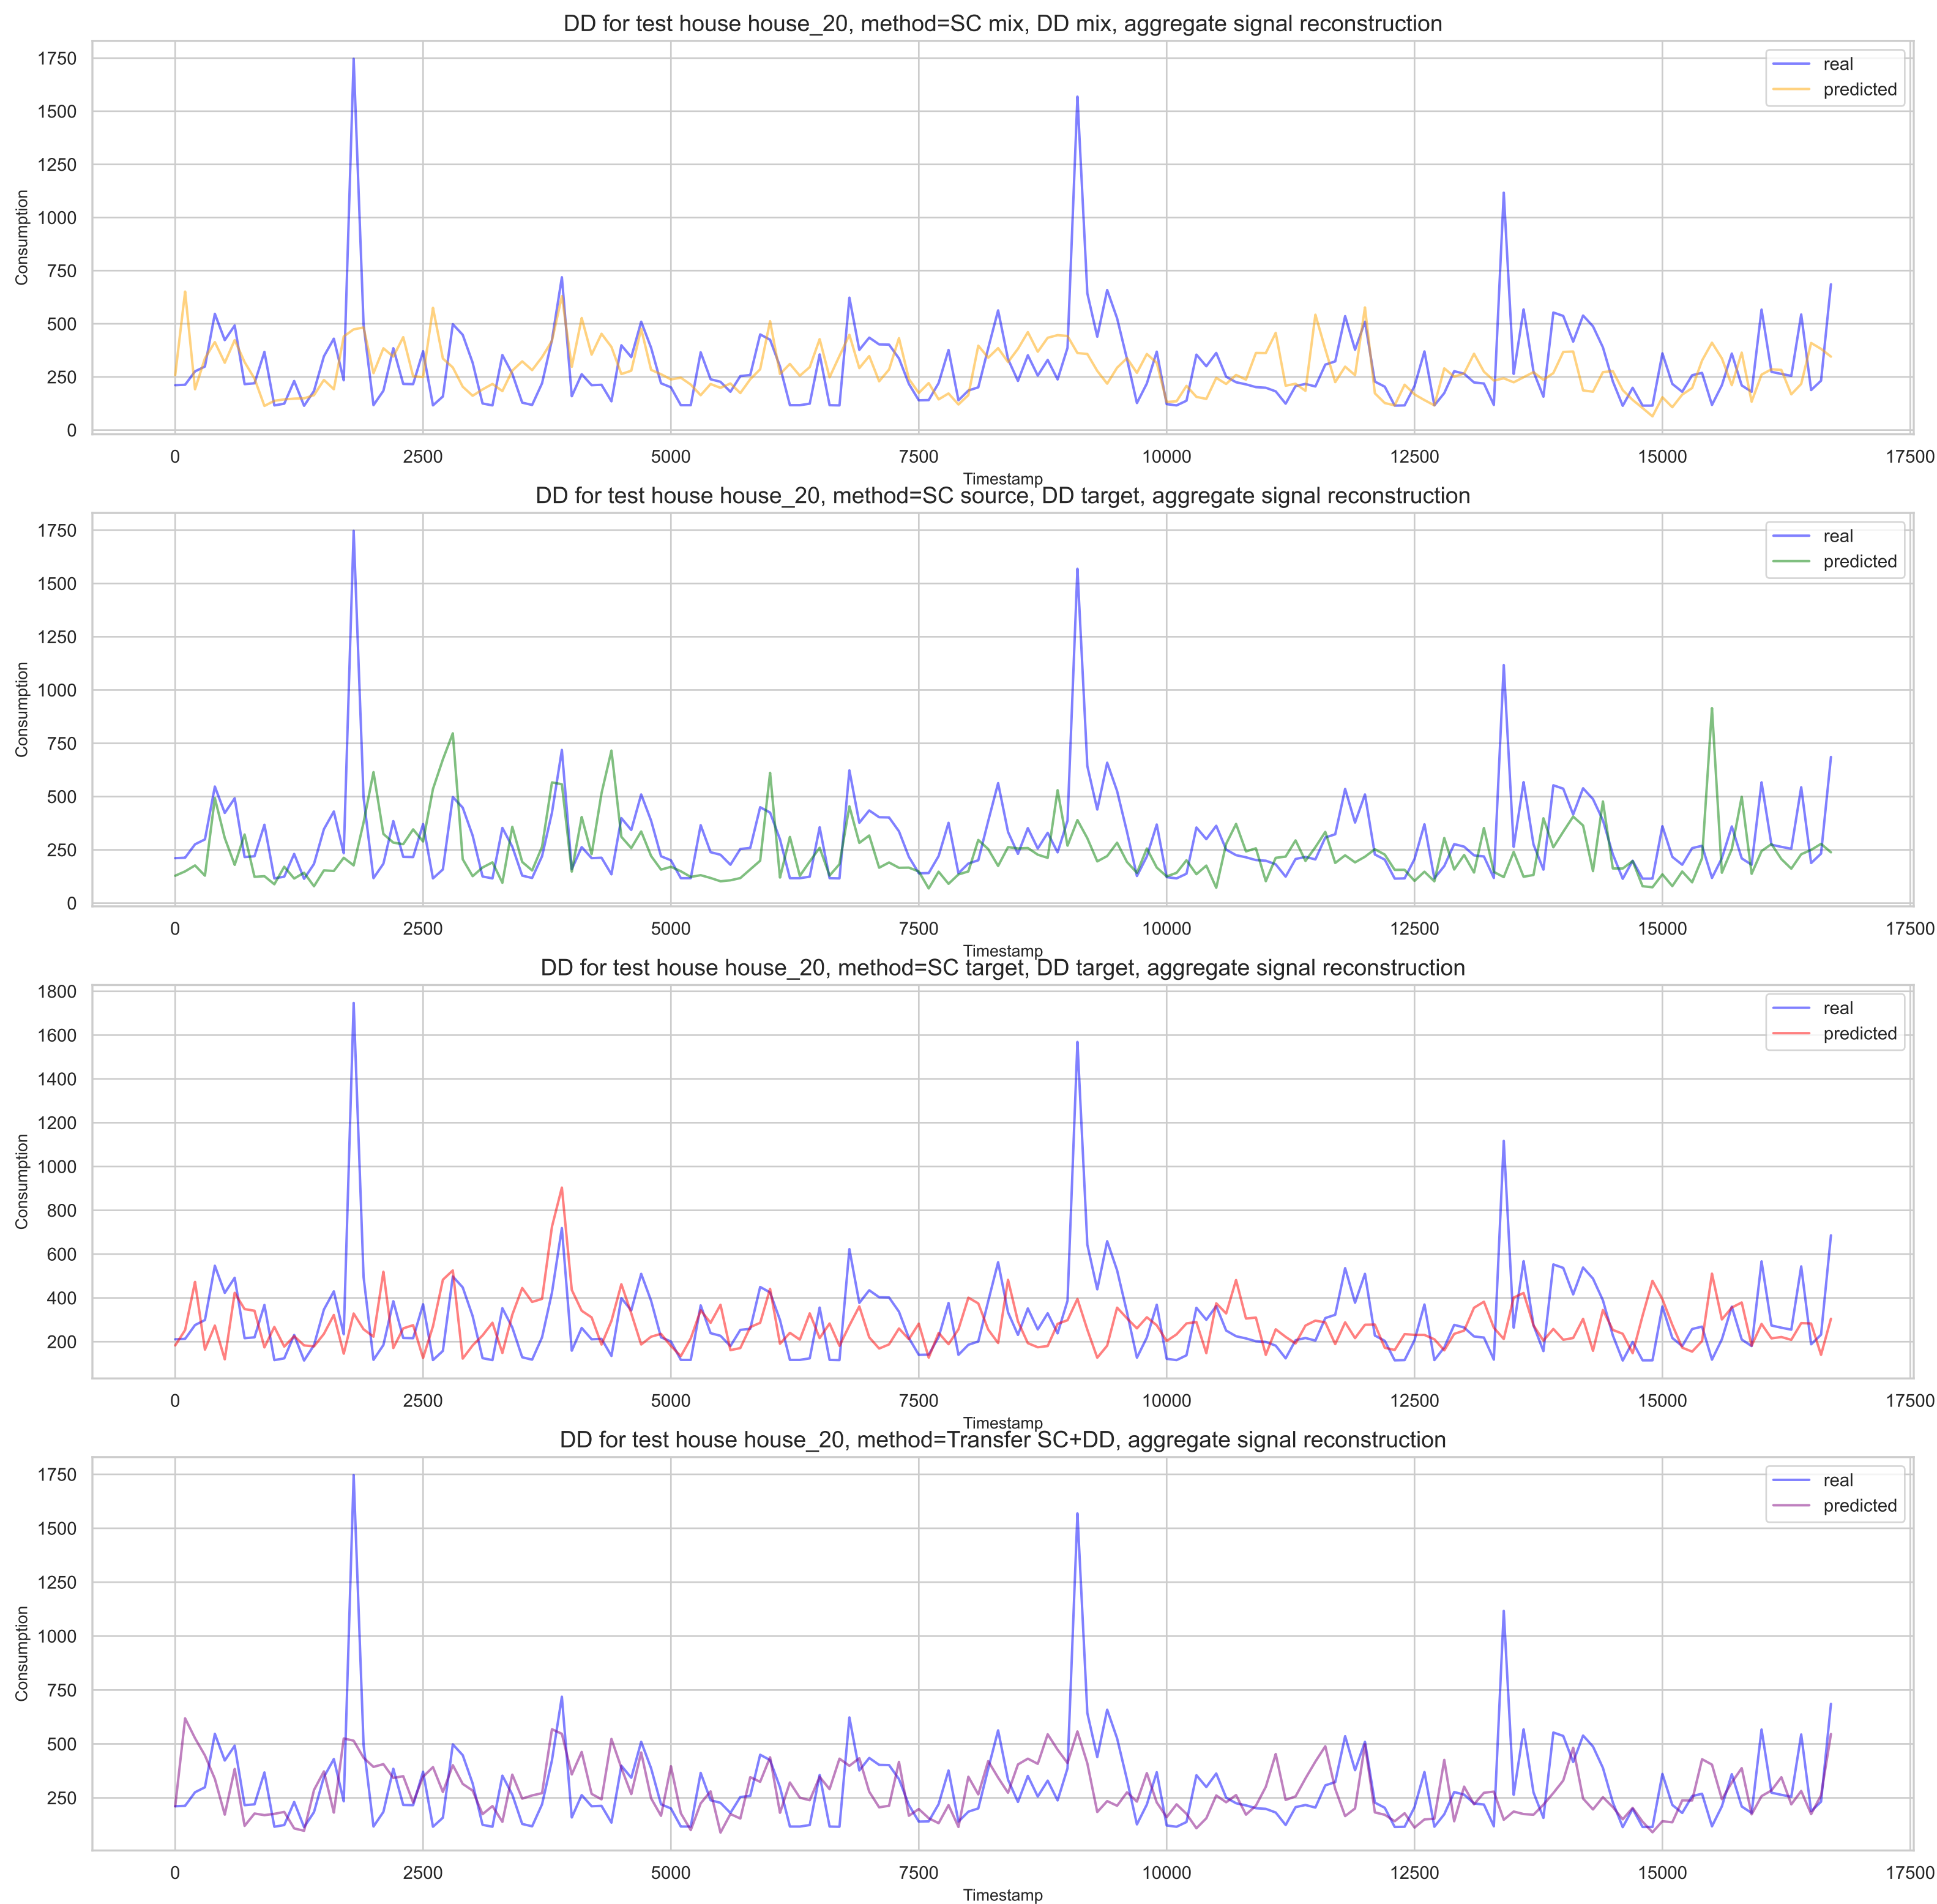 DD for test house house_20, method=SC mix, DD mix, aggregate signal reconstruction
real
predicted
1750
1500
1250
1000
750
500
250
0
Consumption
0 2500 5000 7500 10000 12500 15000 17500
Timestamp
DD for test house house_20, method=SC source, DD target, aggregate signal reconstruction
real
predicted
1750
1500
1250
1000
750
500
250
0
Consumption
0 2500 5000 7500 10000 12500 15000 17500
Timestamp
DD for test house house_20, method=SC target, DD target, aggregate signal reconstruction
real
predicted
1800
1600
1400
1200
1000
800
600
400
200
Consumption
0 2500 5000 7500 10000 12500 15000 17500
Timestamp
DD for test house house_20, method=Transfer SC+DD, aggregate signal reconstruction
real
predicted
1750
1500
1250
1000
750
500
250
Consumption
0 2500 5000 7500 10000 12500 15000 17500
Timestamp